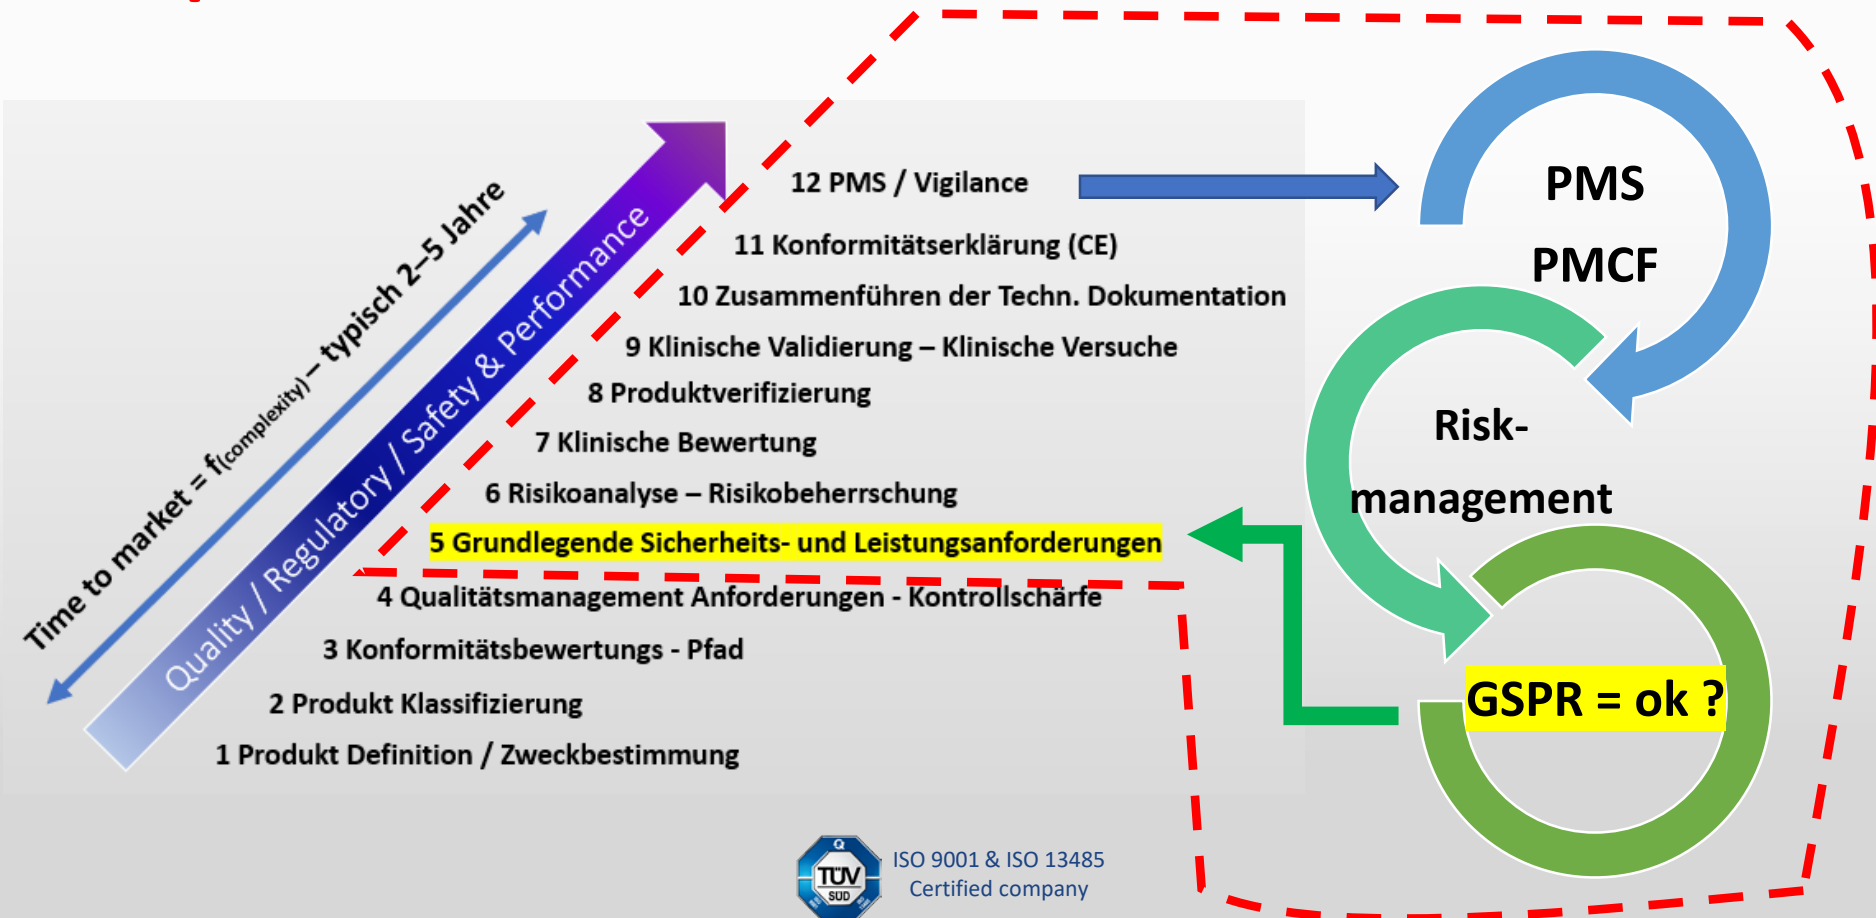 Time to market = f(complexity) – typisch 2–5 Jahre
Quality / Regulatory / Safety & Performance
12 PMS / Vigilance
11 Konformitätserklärung (CE)
10 Zusammenführen der Techn. Dokumentation
9 Klinische Validierung – Klinische Versuche
8 Produktverifizierung
7 Klinische Bewertung
6 Risikoanalyse – Risikobeherrschung
5 Grundlegende Sicherheits- und Leistungsanforderungen
4 Qualitätsmanagement Anforderungen - Kontrollschärfe
3 Konformitätsbewertungs - Pfad
2 Produkt Klassifizierung
1 Produkt Definition / Zweckbestimmung
PMS
PMCF
Risk-
management
GSPR = ok ?
Q
TÜV
SÜD
ISO 9001 & ISO 13485
Certified company